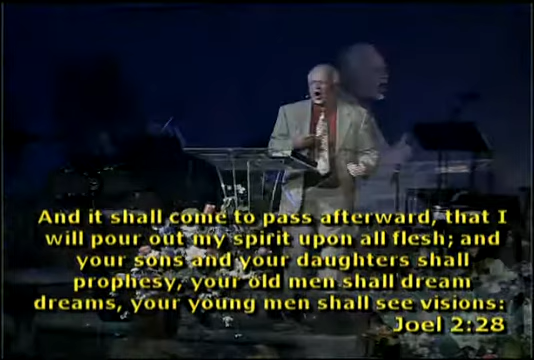 And it shall come to pass afterward, that I
will pour out my spirit upon all flesh; and
your sons and your daughters shall
prophesy, your old men shall dream
dreams, your young men shall see visions:
Joel 2:28